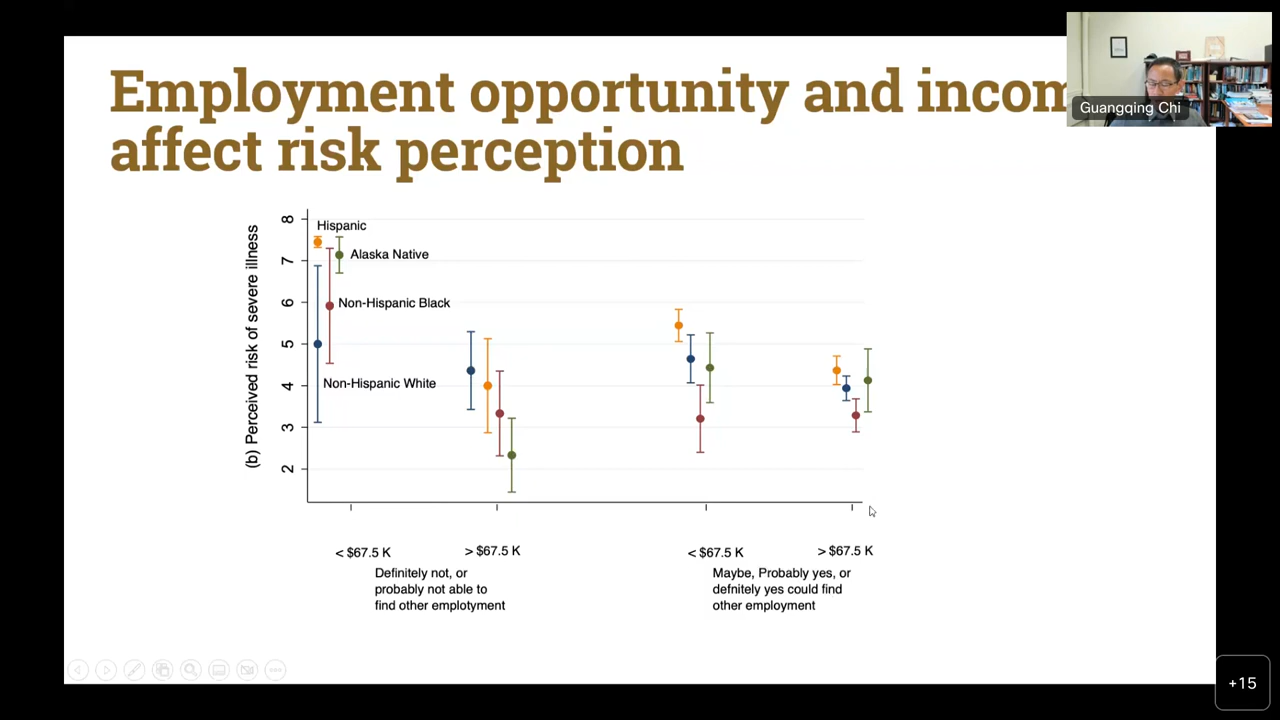 Employment opportunity and incom
affect risk perception
Guangqing Chi
(b) Perceived risk of severe illness
8
7
6
5
4
3
2
Hispanic
Alaska Native
Non-Hispanic Black
Non-Hispanic White
< $67.5 K
> $67.5 K
< $67.5 K
> $67.5 K
Definitely not, or
probably not able to
find other emplotyment
Maybe, Probably yes, or
defnitely yes could find
other employment
+15